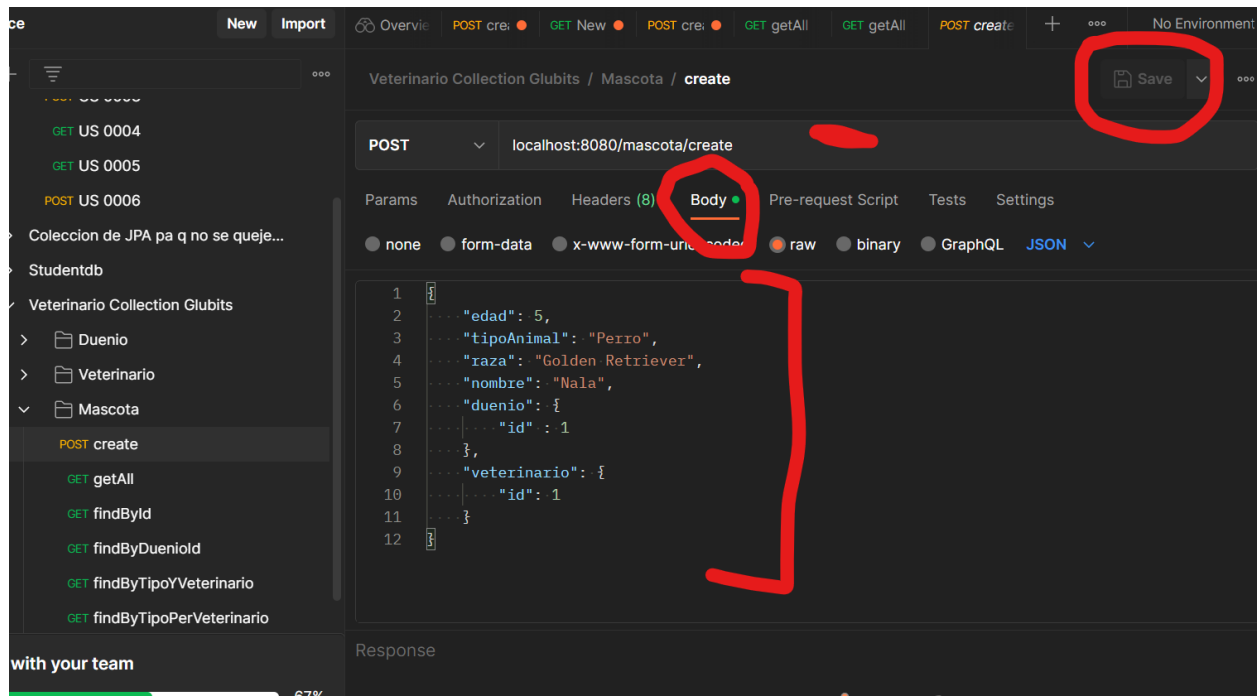 ce New Import Overvie POST cre: GET New POST cre: GET getAll GET getAll POST create No Environment
Veterinario Collection Glubits / Mascota / create Save
GET US 0004
GET US 0005
POST US 0006
Coleccion de JPA pa q no se queje...
Studentdb
Veterinario Collection Glubits
Duenio
Veterinario
Mascota
POST create
GET getAll
GET findById
GET findByDuenioId
GET findByTipoYVeterinario
GET findByTipoPerVeterinario
with your team
67%
POST localhost:8080/mascota/create
Params Authorization Headers (8) Body Pre-request Script Tests Settings
none form-data x-www-form-urlencoded raw binary GraphQL JSON
1 {
2 "edad": 5,
3 "tipoAnimal": "Perro",
4 "raza": "Golden Retriever",
5 "nombre": "Nala",
6 "duenio": {
7 "id" : 1
8 },
9 "veterinario": {
10 "id": 1
11 }
12 }
Response